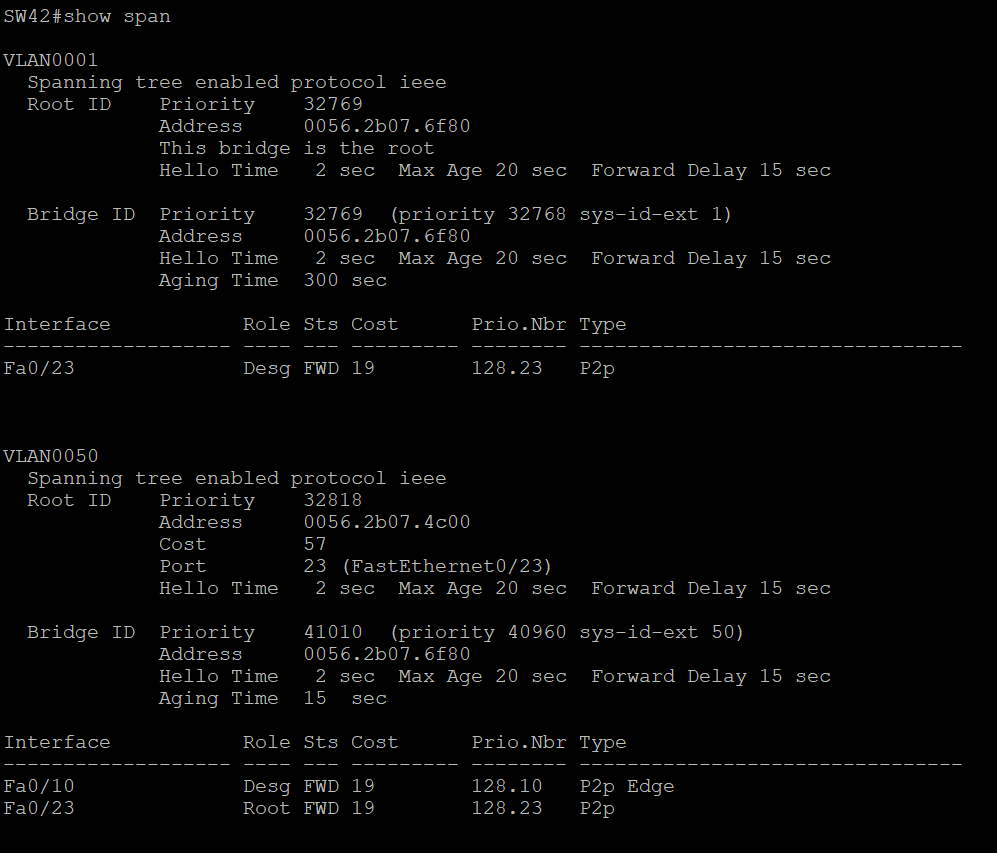 SW42#show span
VLAN0001
Spanning tree enabled protocol ieee
Root ID Priority 32769
Address 0056.2b07.6f80
This bridge is the root
Hello Time 2 sec Max Age 20 sec Forward Delay 15 sec
Bridge ID Priority 32769 (priority 32768 sys-id-ext 1)
Address 0056.2b07.6f80
Hello Time 2 sec Max Age 20 sec Forward Delay 15 sec
Aging Time 300 sec
Interface Role Sts Cost Prio.Nbr Type
------------------- ---- --- --------- -------- --------------------------------
Fa0/23 Desg FWD 19 128.23 P2p
VLAN0050
Spanning tree enabled protocol ieee
Root ID Priority 32818
Address 0056.2b07.4c00
Cost 57
Port 23 (FastEthernet0/23)
Hello Time 2 sec Max Age 20 sec Forward Delay 15 sec
Bridge ID Priority 41010 (priority 40960 sys-id-ext 50)
Address 0056.2b07.6f80
Hello Time 2 sec Max Age 20 sec Forward Delay 15 sec
Aging Time 15 sec
Interface Role Sts Cost Prio.Nbr Type
------------------- ---- --- --------- -------- --------------------------------
Fa0/10 Desg FWD 19 128.10 P2p Edge
Fa0/23 Root FWD 19 128.23 P2p